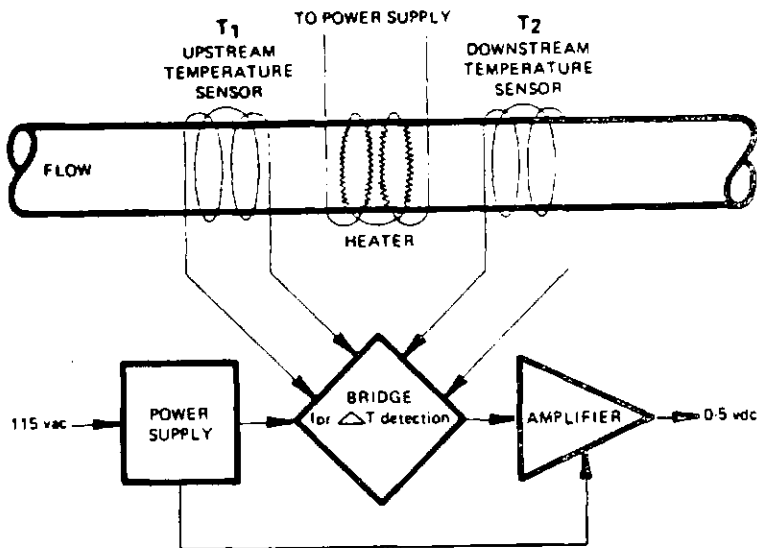 T1
UPSTREAM
TEMPERATURE
SENSOR
TO POWER SUPPLY
T2
DOWNSTREAM
TEMPERATURE
SENSOR
FLOW
HEATER
115 vac
POWER
SUPPLY
BRIDGE
for △T detection
AMPLIFIER
0-5 vdc